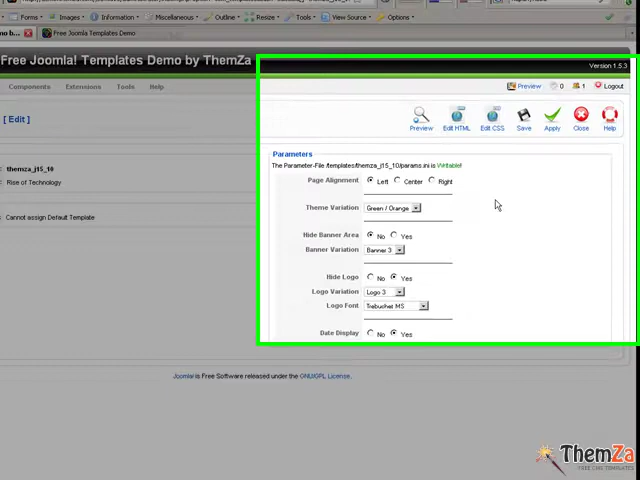 Forms Images Information Miscellaneous Outline Resize Tools View Source Options
Free Joomla Templates Demo
Free Joomla! Templates Demo by ThemZa
Version 1.5.3
Components Extensions Tools Help
Preview 0 1 Logout
[ Edit ]
Preview Edit HTML Edit CSS Save Apply Close Help
Parameters
The Parameter-File /templates/themza_j15_10/params.ini is Writable!
themza_j15_10
Rise of Technology
Cannot assign Default Template
Page Alignment Left Center Right
Theme Variation Green / Orange
Hide Banner Area No Yes
Banner Variation Banner 3
Hide Logo No Yes
Logo Variation Logo 3
Logo Font Trebuchet MS
Date Display No Yes
Joomla! is Free Software released under the GNU/GPL License.
ThemZa
FREE CMS TEMPLATES